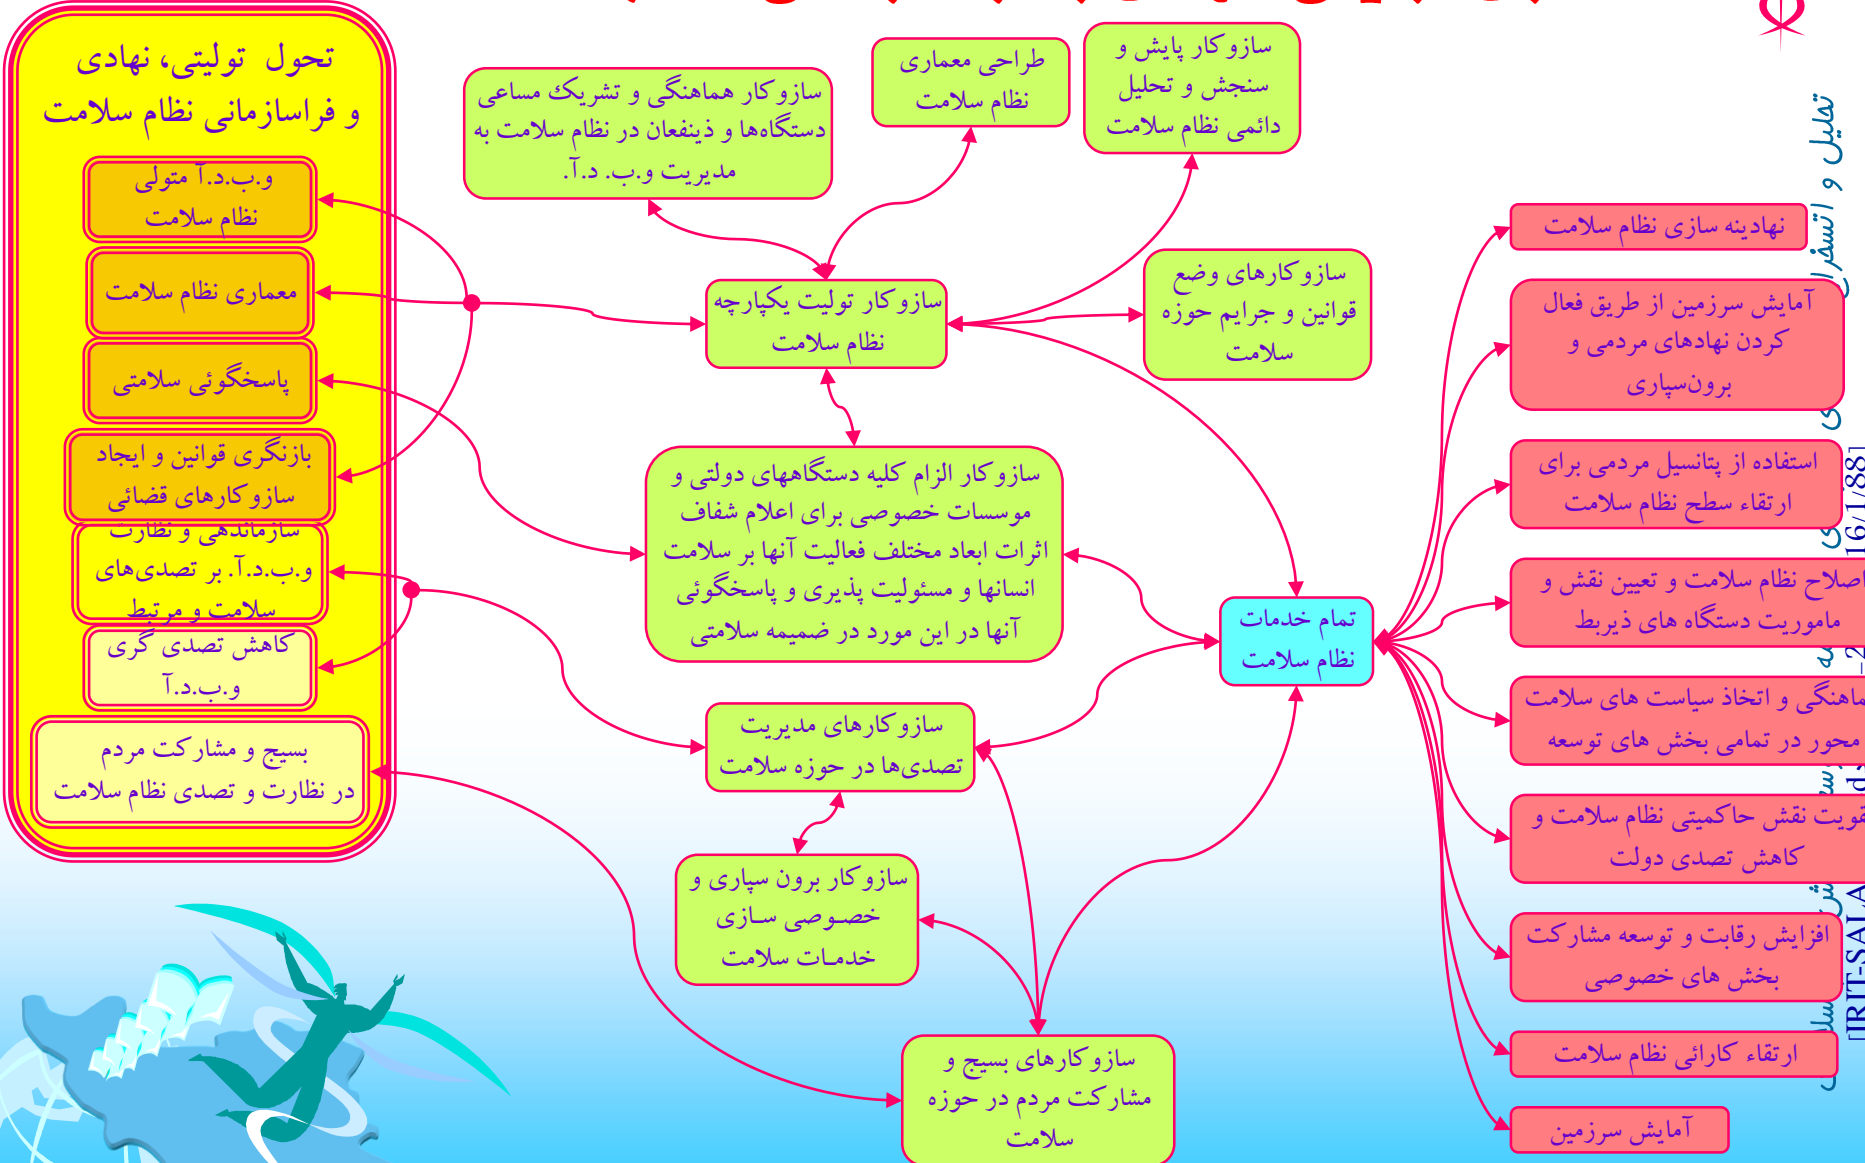 تحول تولیتی، نهادی
و فراسازمانی نظام سلامت
و.ب.د.آ متولی
نظام سلامت
معماری نظام سلامت
پاسخگوئی سلامتی
بازنگری قوانین و ایجاد
سازوکارهای قضائی
سازماندهی و نظارت
و.ب.د.آ. بر تصدی‌های
سلامت و مرتبط
کاهش تصدی گری
و.ب.د.آ
بسیج و مشارکت مردم
در نظارت و تصدی نظام سلامت
سازوکار هماهنگی و تشریک مساعی
دستگاه‌ها و ذینفعان در نظام سلامت به
مدیریت و.ب. د.آ.
طراحی معماری
نظام سلامت
سازوکار پایش و
سنجش و تحلیل
دائمی نظام سلامت
سازوکار تولیت یکپارچه
نظام سلامت
سازوکارهای وضع
قوانین و جرایم حوزه
سلامت
سازوکار الزام کلیه دستگاههای دولتی و
موسسات خصوصی برای اعلام شفاف
اثرات ابعاد مختلف فعالیت آنها بر سلامت
انسانها و مسئولیت پذیری و پاسخگوئی
آنها در این مورد در ضمیمه سلامتی
سازوکارهای مدیریت
تصدی‌ها در حوزه سلامت
سازوکار برون سپاری و
خصوصی سازی
خدمات سلامت
سازوکارهای بسیج و
مشارکت مردم در حوزه
سلامت
تمام خدمات
نظام سلامت
نهادینه سازی نظام سلامت
آمایش سرزمین از طریق فعال
کردن نهادهای مردمی و
برون‌سپاری
استفاده از پتانسیل مردمی برای
ارتقاء سطح نظام سلامت
اصلاح نظام سلامت و تعیین نقش و
ماموریت دستگاه های ذیربط
ماهنگی و اتخاذ سیاست های سلامت
محور در تمامی بخش های توسعه
قویت نقش حاکمیتی نظام سلامت و
کاهش تصدی دولت
افزایش رقابت و توسعه مشارکت
بخش های خصوصی
ارتقاء کارائی نظام سلامت
آمایش سرزمین
تحلیل و
16/1/88]
[IRIT-SALA